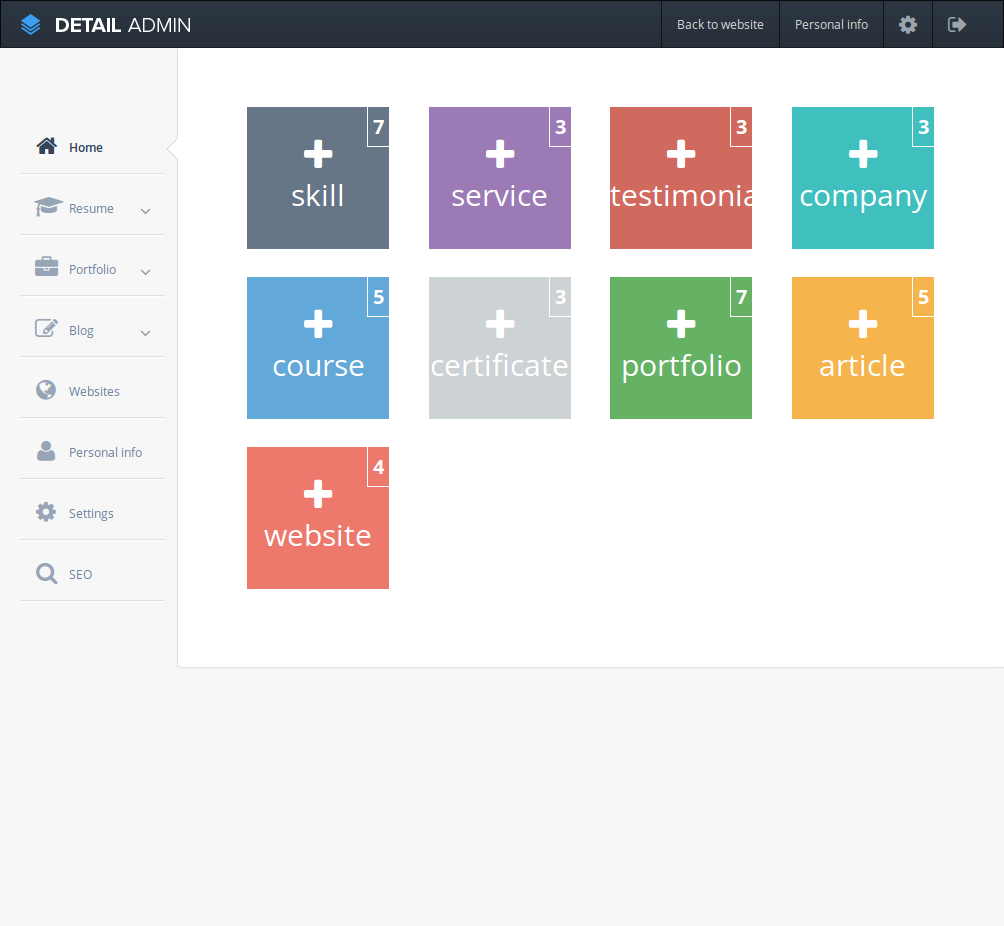 DETAIL ADMIN
Back to website
Personal info
Home
Resume
Portfolio
Blog
Websites
Personal info
Settings
SEO
7
skill
3
service
3
testimonia
3
company
5
course
3
certificate
7
portfolio
5
article
4
website